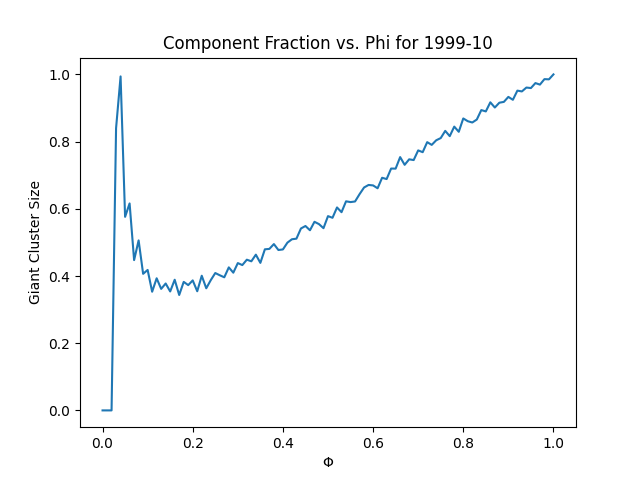 Component Fraction vs. Phi for 1999-10
1.0
0.8
0.6
0.4
0.2
0.0
Giant Cluster Size
0.0 0.2 0.4 0.6 0.8 1.0
Φ